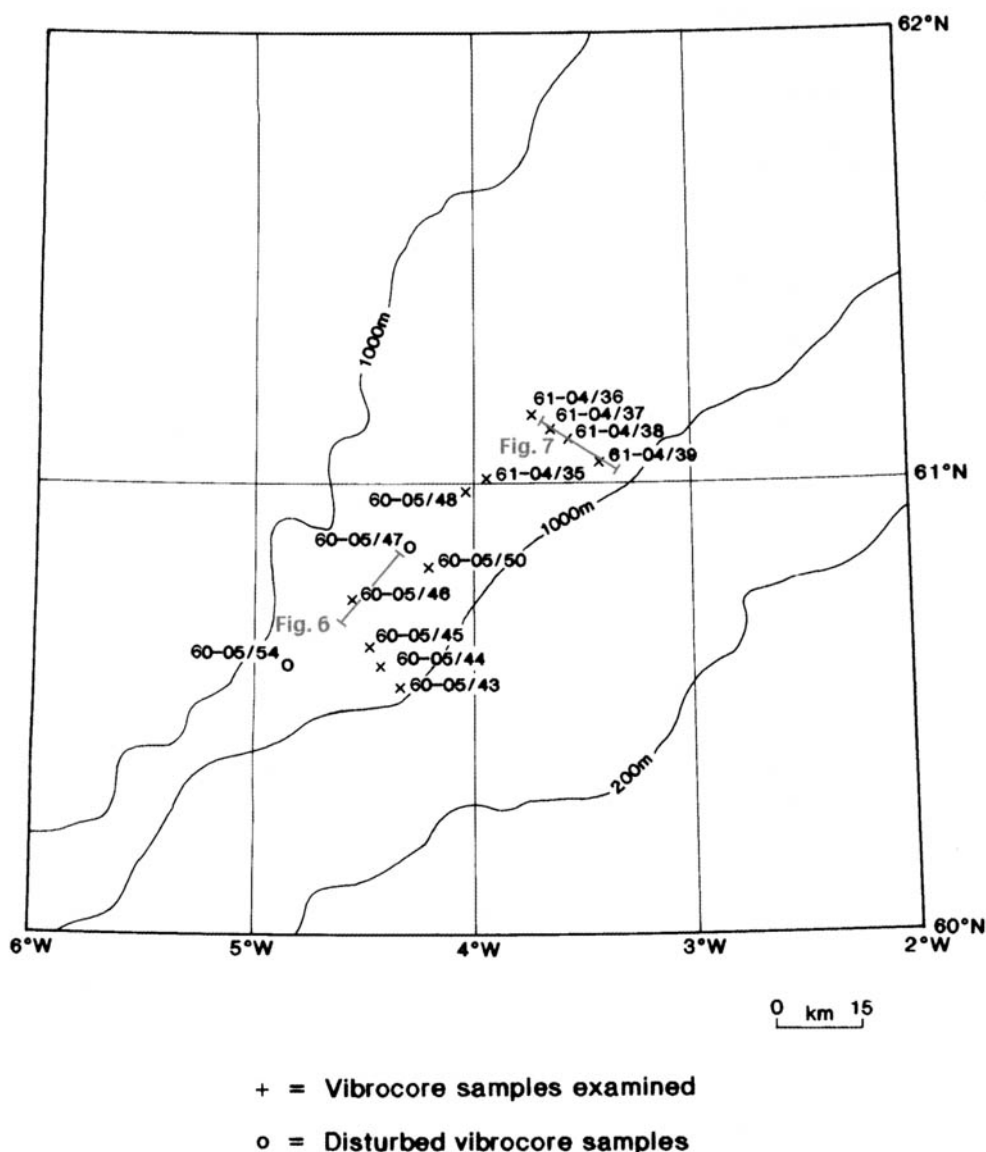 62°N
1000m
61-04/36
61-04/37
61-04/38
Fig. 7
61-04/39
61-04/35
61°N
60-05/48
1000m
60-05/47
60-05/50
60-05/46
Fig. 6
60-05/45
60-05/54
60-05/44
60-05/43
200m
60°N
6°W
5°W
4°W
3°W
2°W
0 km 15
+ = Vibrocore samples examined
o = Disturbed vibrocore samples